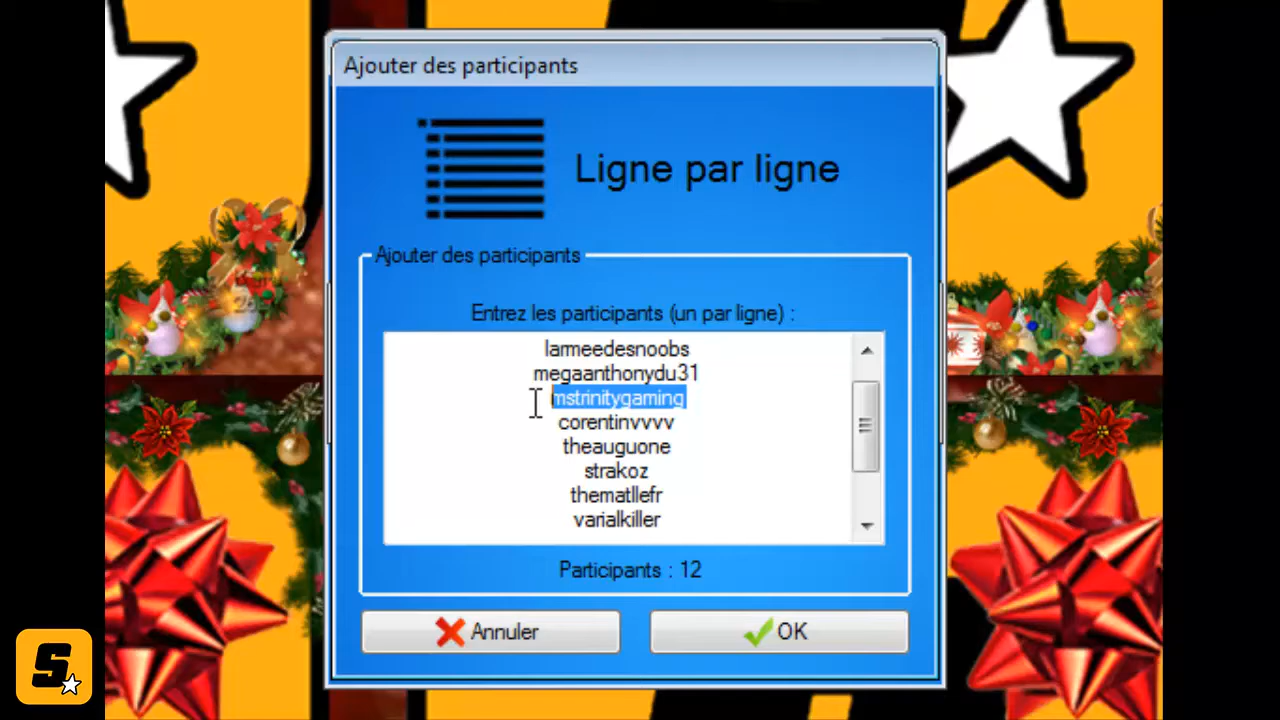 Ajouter des participants
Ligne par ligne
Ajouter des participants
Entrez les participants (un par ligne) :
larmeedesnoobs
megaanthonydu31
mstrinitygaming
corentinvvvv
theauguone
strakoz
thematllefr
varialkiller
Participants : 12
Annuler
OK
S